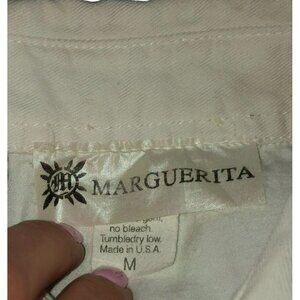 M MARGUERITA
no bleach.
Tumbledry low.
Made in U.S.A.
M